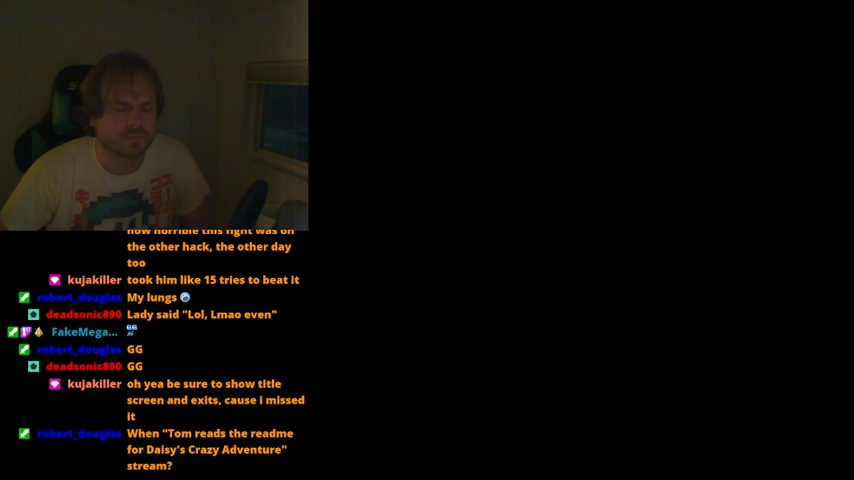 how horrible this fight was on
the other hack, the other day
too
kujakiller took him like 15 tries to beat it
robert_douglas My lungs
deadsonic890 Lady said "Lol, Lmao even"
FakeMega...
robert_douglas GG
deadsonic890 GG
kujakiller oh yea be sure to show title
screen and exits, cause i missed
it
robert_douglas When "Tom reads the readme
for Daisy's Crazy Adventure"
stream?